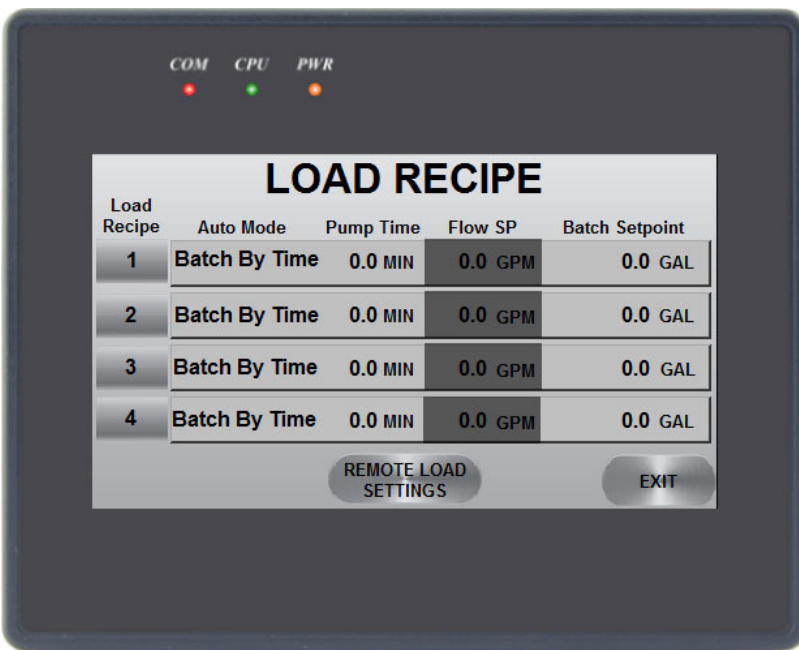 COM CPU PWR
LOAD RECIPE
Load
Recipe Auto Mode Pump Time Flow SP Batch Setpoint
1 Batch By Time 0.0 MIN 0.0 GPM 0.0 GAL
2 Batch By Time 0.0 MIN 0.0 GPM 0.0 GAL
3 Batch By Time 0.0 MIN 0.0 GPM 0.0 GAL
4 Batch By Time 0.0 MIN 0.0 GPM 0.0 GAL
REMOTE LOAD
SETTINGS
EXIT